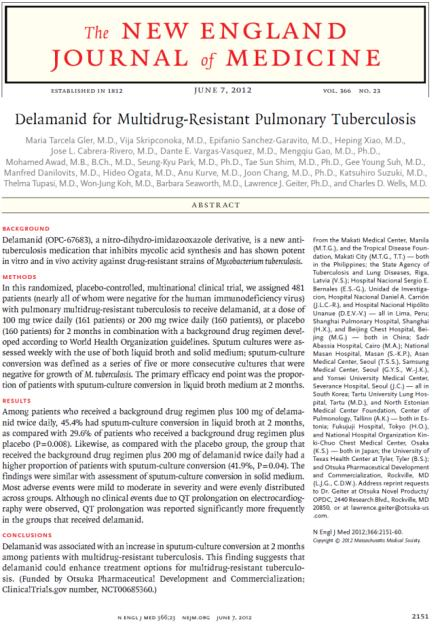 The NEW ENGLAND
JOURNAL of MEDICINE
ESTABLISHED IN 1812
JUNE 7, 2012
VOL. 366 NO. 23
Delamanid for Multidrug-Resistant Pulmonary Tuberculosis
Maria Tarcela Gler, M.D., Vija Skripconoka, M.D., Epifanio Sanchez-Garavito, M.D., Heping Xiao, M.D.,
Jose L. Cabrera-Rivero, M.D., Dante E. Vargas-Vasquez, M.D., Mengqiu Gao, M.D., Ph.D.,
Mohamed Awad, M.B., B.Ch., M.D., Seung-Kyu Park, M.D., Ph.D., Tae Sun Shim, M.D., Ph.D., Gee Young Suh, M.D.,
Manfred Danilovits, M.D., Hideo Ogata, M.D., Anu Kurve, M.D., Joon Chang, M.D., Ph.D., Katsuhiro Suzuki, M.D.,
Thelma Tupasi, M.D., Won-Jung Koh, M.D., Barbara Seaworth, M.D., Lawrence J. Geiter, Ph.D., and Charles D. Wells, M.D.
ABSTRACT
BACKGROUND
Delamanid (OPC-67683), a nitro-dihydro-imidazooxazole derivative, is a new anti-
tuberculosis medication that inhibits mycolic acid synthesis and has shown potent
in vitro and in vivo activity against drug-resistant strains of Mycobacterium tuberculosis.
METHODS
In this randomized, placebo-controlled, multinational clinical trial, we assigned 481
patients (nearly all of whom were negative for the human immunodeficiency virus)
with pulmonary multidrug-resistant tuberculosis to receive delamanid, at a dose of
100 mg twice daily (161 patients) or 200 mg twice daily (160 patients), or placebo
(160 patients) for 2 months in combination with a background drug regimen devel-
oped according to World Health Organization guidelines. Sputum cultures were as-
sessed weekly with the use of both liquid broth and solid medium; sputum-culture
conversion was defined as a series of five or more consecutive cultures that were
negative for growth of M. tuberculosis. The primary efficacy end point was the propor-
tion of patients with sputum-culture conversion in liquid broth medium at 2 months.
RESULTS
Among patients who received a background drug regimen plus 100 mg of delama-
nid twice daily, 45.4% had sputum-culture conversion in liquid broth at 2 months,
as compared with 29.6% of patients who received a background drug regimen plus
placebo (P=0.008). Likewise, as compared with the placebo group, the group that
received the background drug regimen plus 200 mg of delamanid twice daily had a
higher proportion of patients with sputum-culture conversion (41.9%, P=0.04). The
findings were similar with assessment of sputum-culture conversion in solid medium.
Most adverse events were mild to moderate in severity and were evenly distributed
across groups. Although no clinical events due to QT prolongation on electrocardiog-
raphy were observed, QT prolongation was reported significantly more frequently
in the groups that received delamanid.
CONCLUSIONS
Delamanid was associated with an increase in sputum-culture conversion at 2 months
among patients with multidrug-resistant tuberculosis. This finding suggests that
delamanid could enhance treatment options for multidrug-resistant tuberculo-
sis. (Funded by Otsuka Pharmaceutical Development and Commercialization;
ClinicalTrials.gov number, NCT00685360.)
From the Makati Medical Center, Manila
(M.T.G.), and the Tropical Disease Foun-
dation, Makati City (M.T.G., T.T.) — both
in the Philippines; the State Agency of
Tuberculosis and Lung Diseases, Riga,
Latvia (V.S.); Hospital Nacional Sergio E.
Bernales (E.S.-G.), Unidad de Investiga-
ción, Hospital Nacional Daniel A. Carrión
(J.L.C.-R.), and Hospital Nacional Hipólito
Unanue (D.E.V.-V.) — all in Lima, Peru;
Shanghai Pulmonary Hospital, Shanghai
(H.X.), and Beijing Chest Hospital, Bei-
jing (M.G.) — both in China; Sadr
Abassia Hospital, Cairo (M.A.); National
Masan Hospital, Masan (S.-K.P.), Asan
Medical Center, Seoul (T.S.S.), Samsung
Medical Center, Seoul (G.Y.S., W.-J.K.),
and Yonsei University Medical Center,
Severance Hospital, Seoul (J.C.) — all in
South Korea; Tartu University Lung Hos-
pital, Tartu (M.D.), and North Estonian
Medical Center Foundation, Center of
Pulmonology, Tallinn (A.K.) — both in Es-
tonia; Fukujuji Hospital, Tokyo (H.O.),
and National Hospital Organization Kin-
ki-Chuo Chest Medical Center, Osaka
(K.S.) — both in Japan; the University of
Texas Health Center at Tyler, Tyler (B.S.);
and Otsuka Pharmaceutical Development
and Commercialization, Rockville, MD
(L.J.G., C.D.W.). Address reprint requests
to Dr. Geiter at Otsuka Novel Products/
OPDC, 2440 Research Blvd., Rockville, MD
20850, or at lawrence.geiter@otsuka-us
.com.
N Engl J Med 2012;366:2151-60.
Copyright © 2012 Massachusetts Medical Society.
N ENGL J MED 366;23 NEJM.ORG JUNE 7, 2012
2151